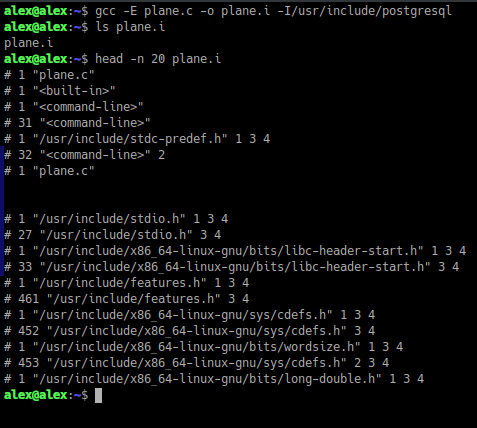 alex@alex:~$ gcc -E plane.c -o plane.i -I/usr/include/postgresql
alex@alex:~$ ls plane.i
plane.i
alex@alex:~$ head -n 20 plane.i
# 1 "plane.c"
# 1 "<built-in>"
# 1 "<command-line>"
# 31 "<command-line>"
# 1 "/usr/include/stdc-predef.h" 1 3 4
# 32 "<command-line>" 2
# 1 "plane.c"
# 1 "/usr/include/stdio.h" 1 3 4
# 27 "/usr/include/stdio.h" 3 4
# 1 "/usr/include/x86_64-linux-gnu/bits/libc-header-start.h" 1 3 4
# 33 "/usr/include/x86_64-linux-gnu/bits/libc-header-start.h" 3 4
# 1 "/usr/include/features.h" 1 3 4
# 461 "/usr/include/features.h" 3 4
# 1 "/usr/include/x86_64-linux-gnu/sys/cdefs.h" 1 3 4
# 452 "/usr/include/x86_64-linux-gnu/sys/cdefs.h" 3 4
# 1 "/usr/include/x86_64-linux-gnu/bits/wordsize.h" 1 3 4
# 453 "/usr/include/x86_64-linux-gnu/sys/cdefs.h" 2 3 4
# 1 "/usr/include/x86_64-linux-gnu/bits/long-double.h" 1 3 4
alex@alex:~$